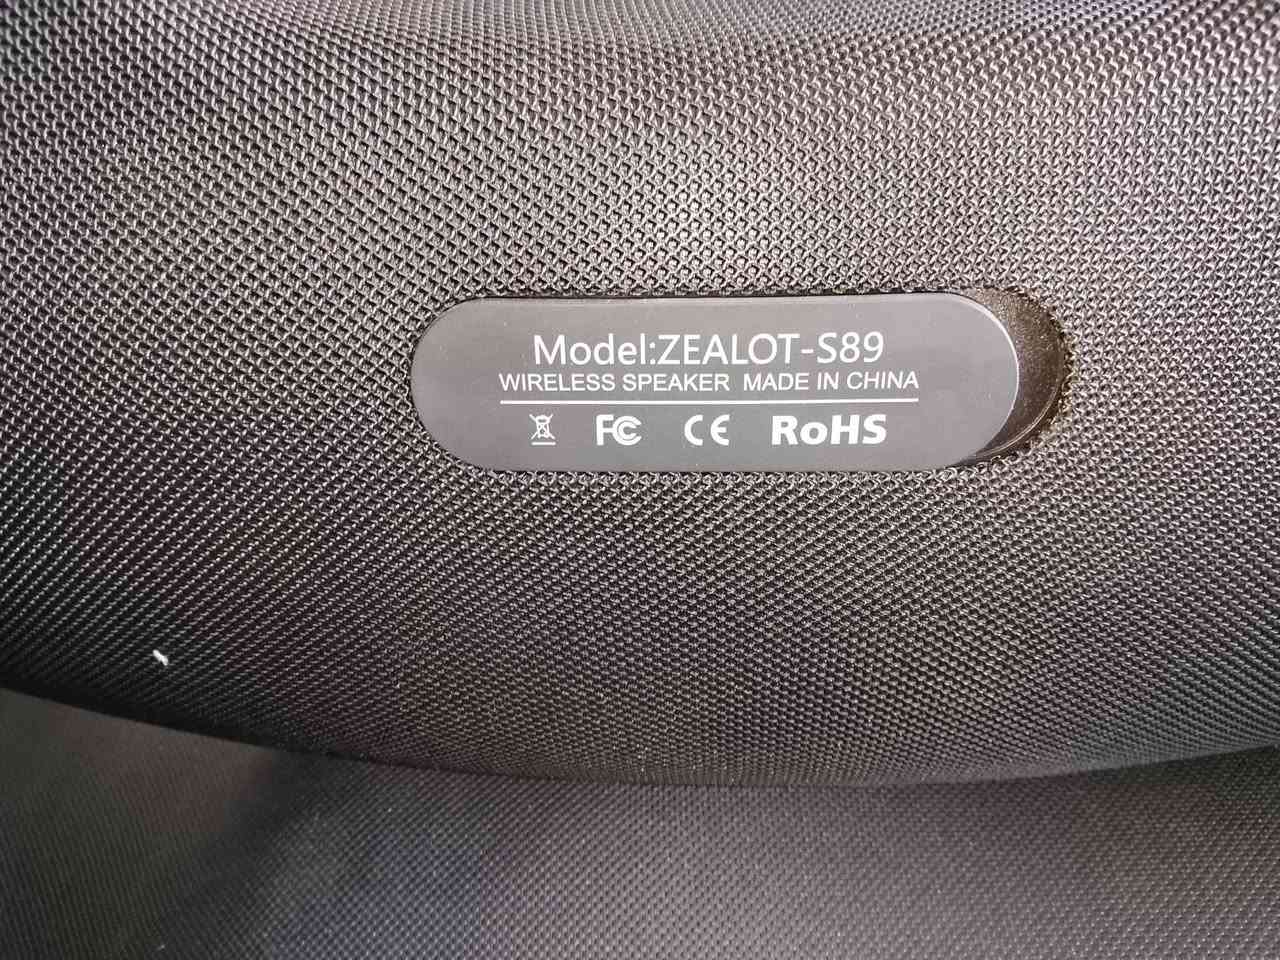 Model:ZEALOT-S89
WIRELESS SPEAKER MADE IN CHINA
FC CE RoHS